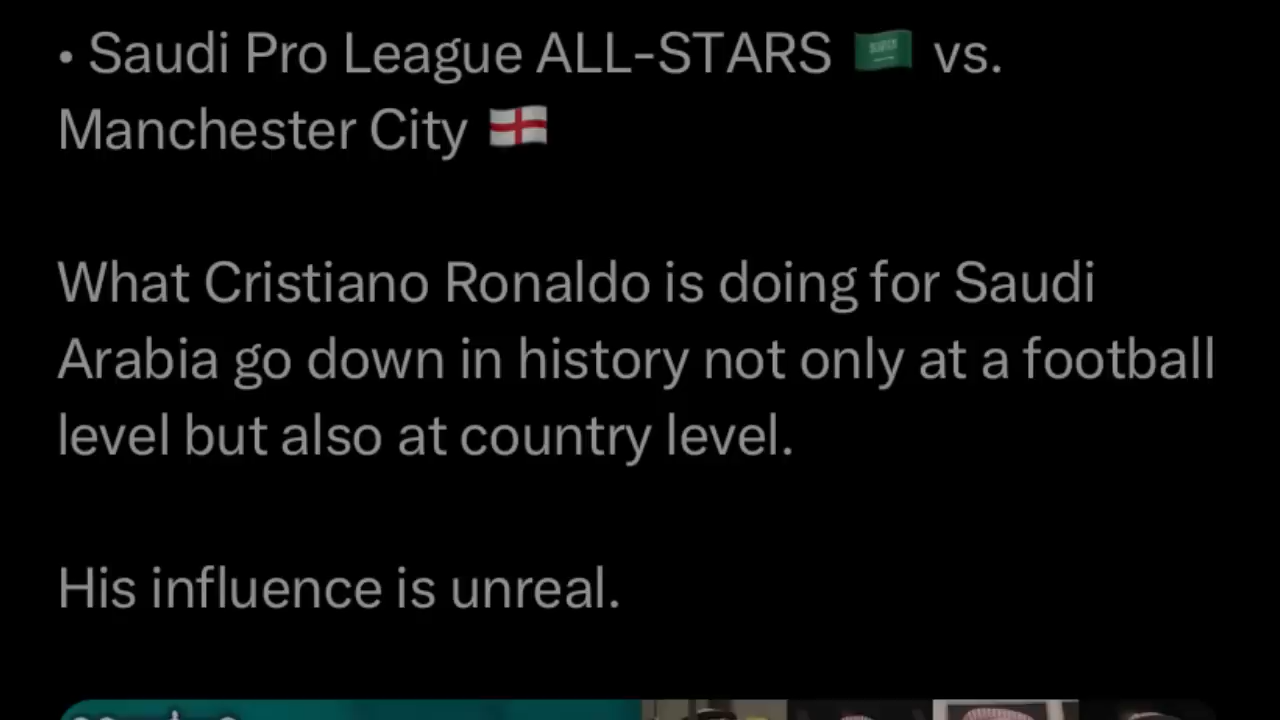 • Saudi Pro League ALL-STARS 🇸🇦 vs.
Manchester City 🏴󠁧󠁢󠁥󠁮󠁧󠁿
What Cristiano Ronaldo is doing for Saudi
Arabia go down in history not only at a football
level but also at country level.
His influence is unreal.